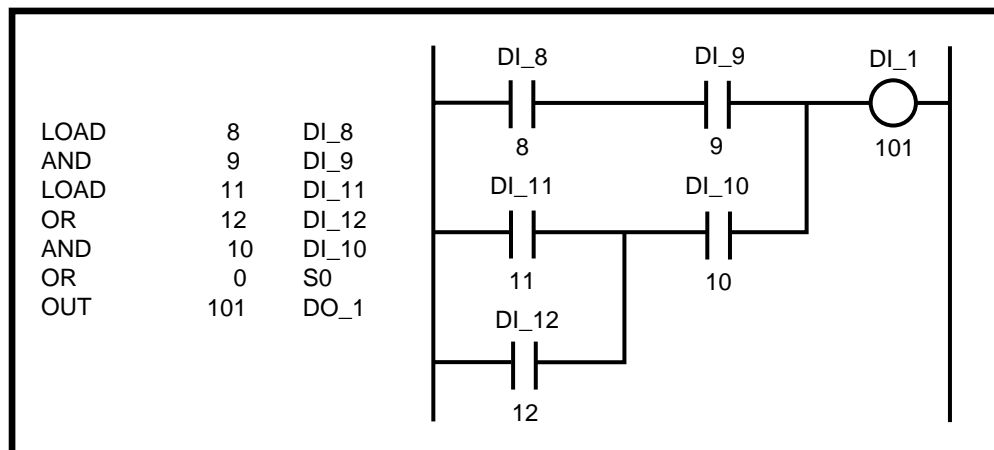 LOAD 8 DI_8
AND 9 DI_9
LOAD 11 DI_11
OR 12 DI_12
AND 10 DI_10
OR 0 S0
OUT 101 DO_1
DI_8 DI_9 DI_1
8 9 101
DI_11 DI_10
11 10
DI_12
12